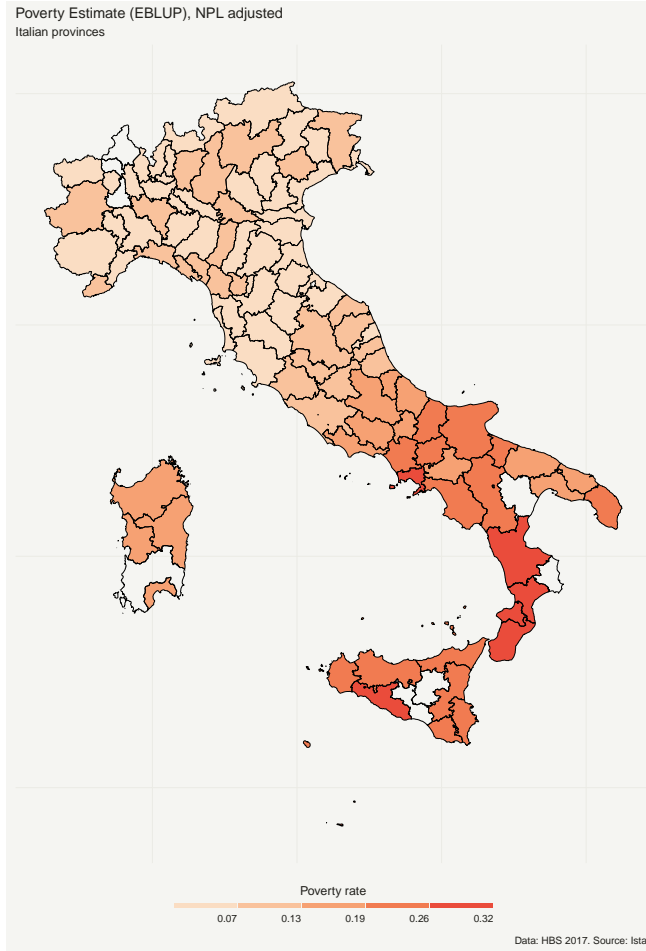 Poverty Estimate (EBLUP), NPL adjusted
Italian provinces
Poverty rate
0.07 0.13 0.19 0.26 0.32
Data: HBS 2017. Source: Ista